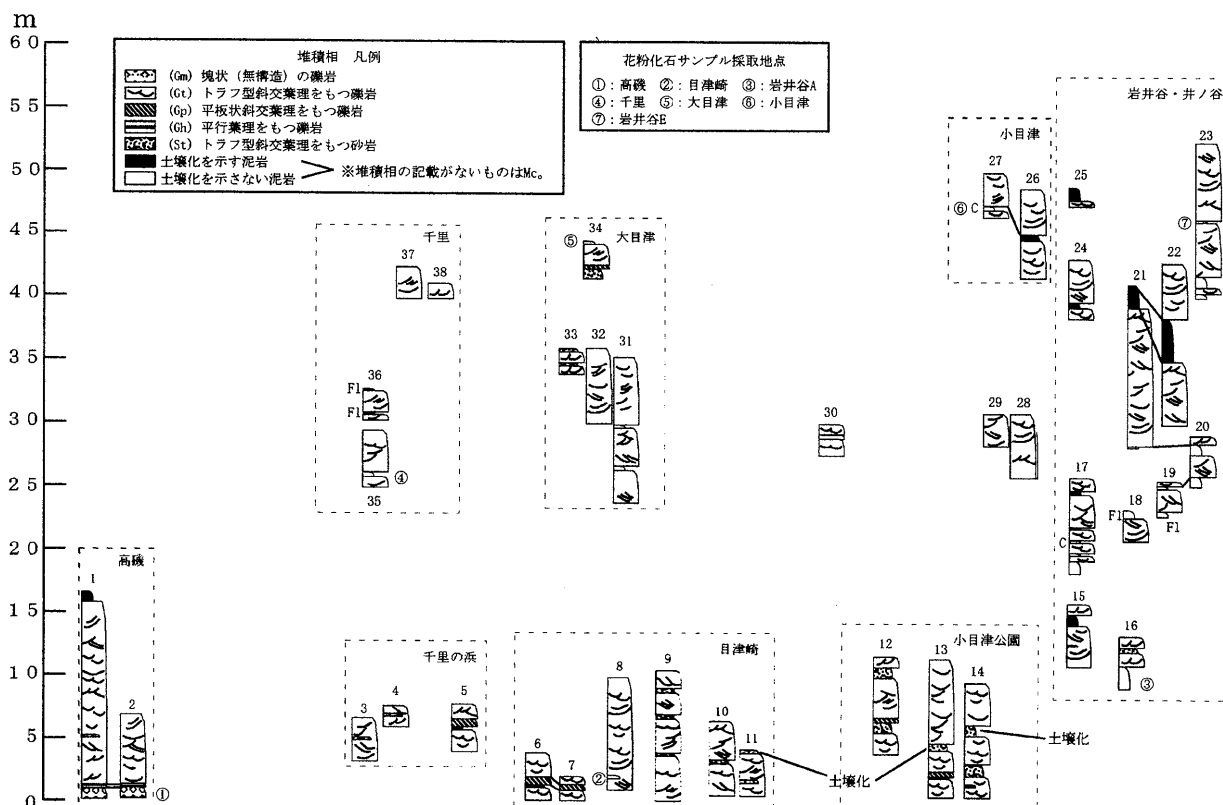 m
60
55
50
45
40
35
30
25
20
15
10
5
0
堆積相 凡例
(Gm) 塊状 (無構造) の礫岩
(Gt) トラフ型斜交葉理をもつ礫岩
(Gp) 平板状斜交葉理をもつ礫岩
(Gh) 平行葉理をもつ礫岩
(St) トラフ型斜交葉理をもつ砂岩
土壌化を示す泥岩
土壌化を示さない泥岩
※堆積相の記載がないものはMc。
花粉化石サンプル採取地点
①:高磯 ②:目津崎 ③:岩井谷A
④:千里 ⑤:大目津 ⑥:小目津
⑦:岩井谷E
高磯
1
2
①
千里
37
38
36
F1
F1
④
35
千里の浜
3
4
5
大目津
34
⑤
33
32
31
目津崎
6
7
8
②
9
10
11
30
29
28
小目津
27
26
⑥ C
小目津公園
12
13
14
土壌化
土壌化
岩井谷・井ノ谷
23
25
⑦
24
22
21
20
17
19
18
F1
F1
C
15
16
③